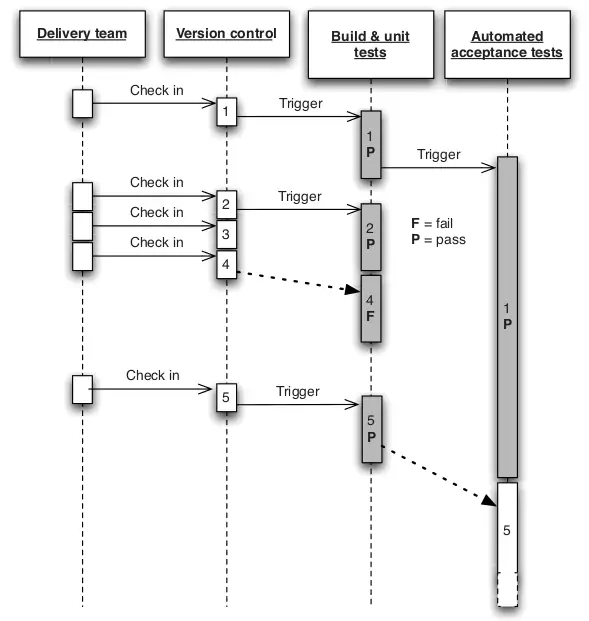 Delivery team
Version control
Build & unit
tests
Automated
acceptance tests
Check in
1
Trigger
1
P
Trigger
Check in
2
Trigger
2
P
Check in
3
Check in
4
4
F
F = fail
P = pass
1
P
Check in
5
Trigger
5
P
5